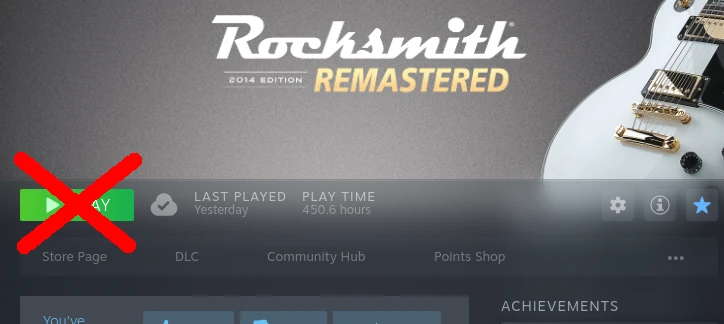 Rocksmith
2014 EDITION REMASTERED
LAST PLAYED PLAY TIME
Yesterday 450.6 hours
Store Page DLC Community Hub Points Shop
You've
ACHIEVEMENTS